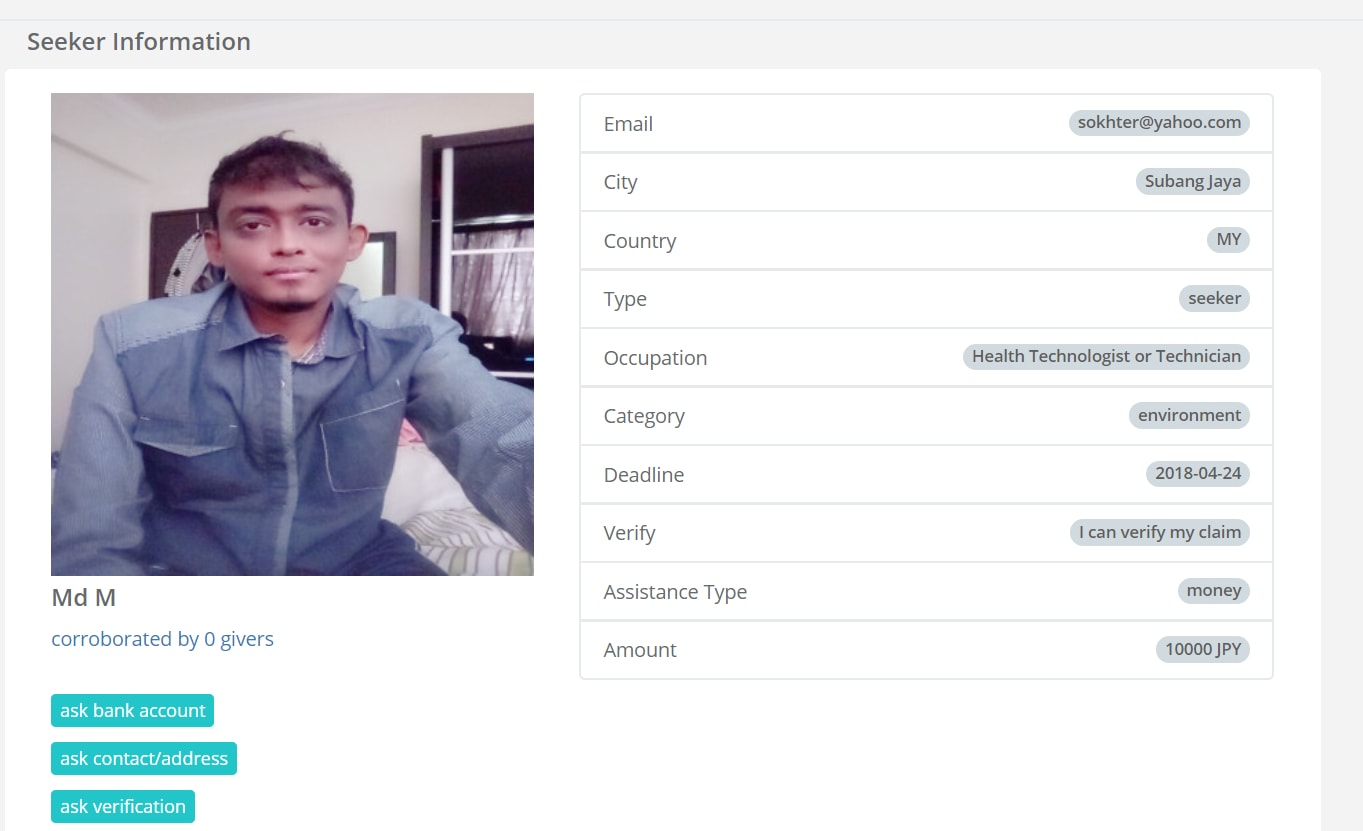 Seeker Information
Md M
corroborated by 0 givers
ask bank account
ask contact/address
ask verification
Email sokhter@yahoo.com
City Subang Jaya
Country MY
Type seeker
Occupation Health Technologist or Technician
Category environment
Deadline 2018-04-24
Verify I can verify my claim
Assistance Type money
Amount 10000 JPY